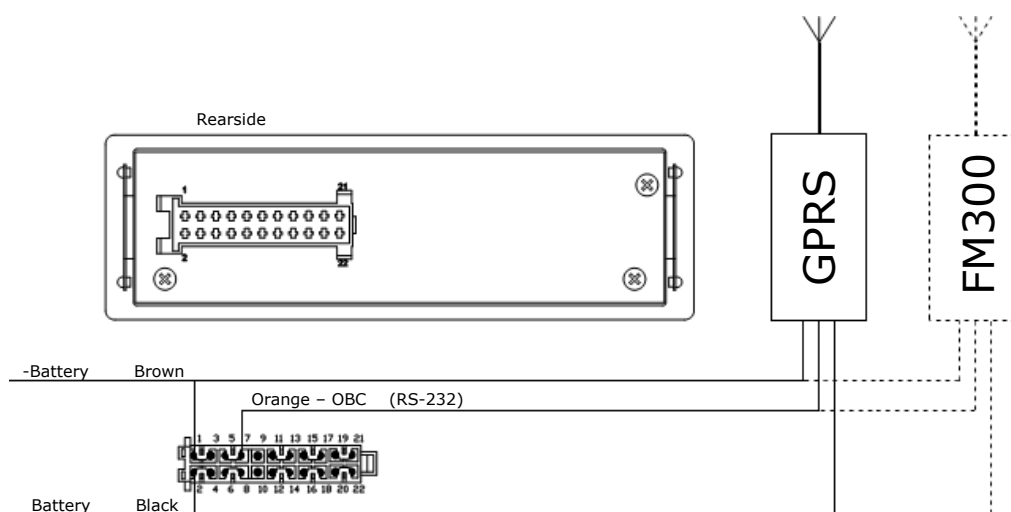 Rearside
1 21
2 22
GPRS
FM300
-Battery Brown
Orange – OBC (RS-232)
1 3 5 7 9 11 13 15 17 19 21
2 4 6 8 10 12 14 16 18 20 22
Battery Black